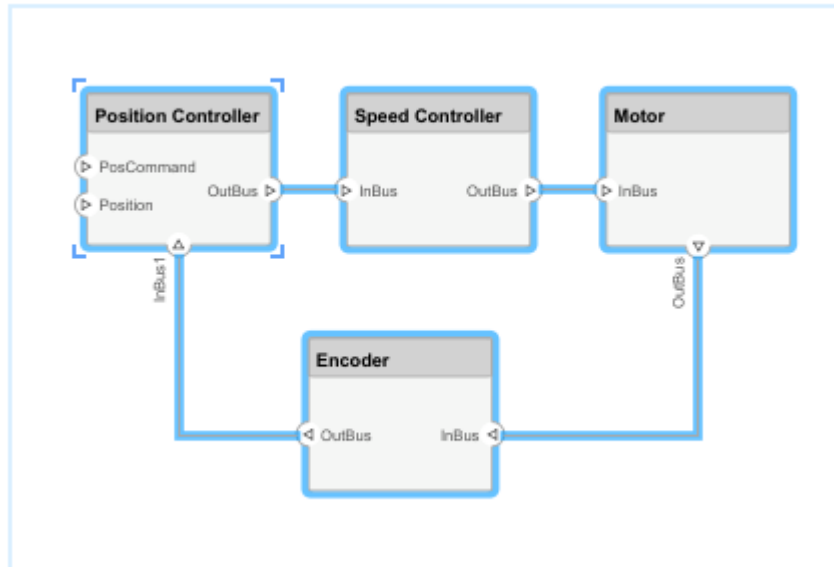 Position Controller
PosCommand
Position
OutBus
InBus1
Speed Controller
InBus
OutBus
Motor
InBus
OutBus
Encoder
OutBus
InBus